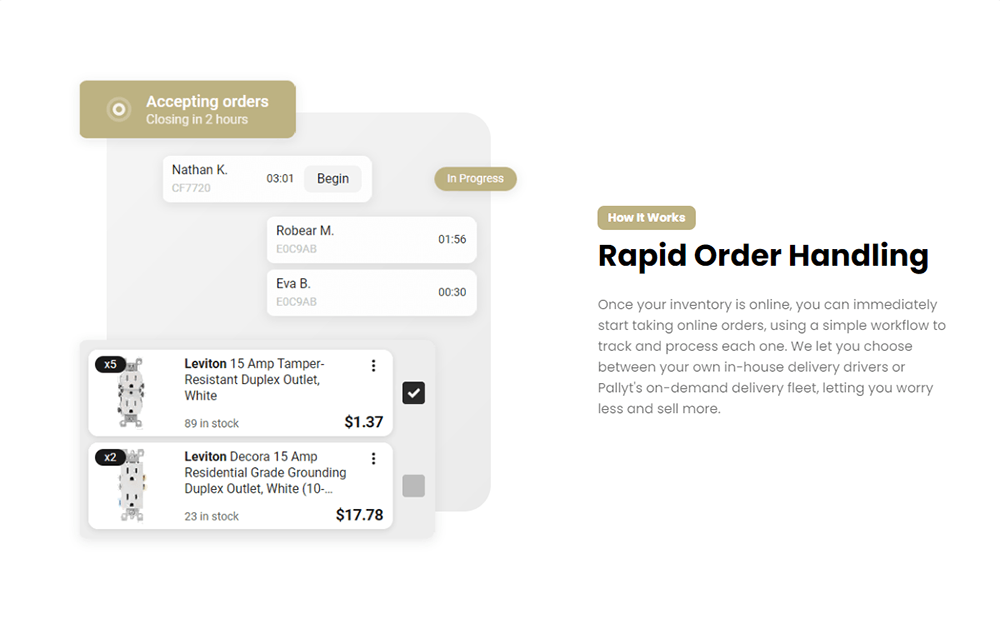 Accepting orders
Closing in 2 hours
Nathan K.
CF7720
03:01
Begin
In Progress
Robear M.
E0C9AB
01:56
Eva B.
E0C9AB
00:30
x5
Leviton 15 Amp Tamper-
Resistant Duplex Outlet,
White
89 in stock
$1.37
x2
Leviton Decora 15 Amp
Residential Grade Grounding
Duplex Outlet, White (10-...
23 in stock
$17.78
How It Works
Rapid Order Handling
Once your inventory is online, you can immediately
start taking online orders, using a simple workflow to
track and process each one. We let you choose
between your own in-house delivery drivers or
Pallyt's on-demand delivery fleet, letting you worry
less and sell more.